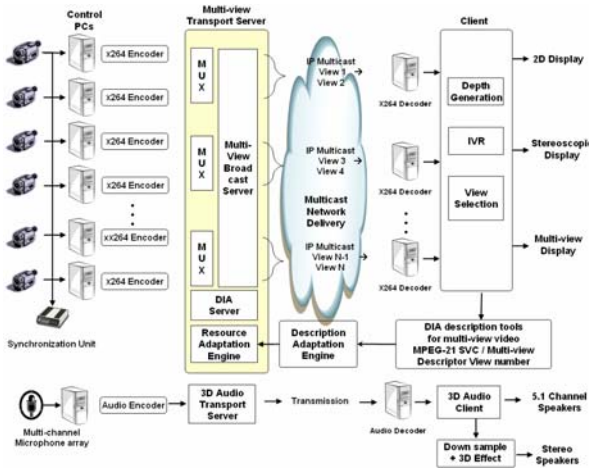 Control
PCs
Multi-view
Transport Server
Client
x264 Encoder
x264 Encoder
x264 Encoder
x264 Encoder
xx264 Encoder
x264 Encoder
Synchronization Unit
M
U
X
M
U
X
M
U
X
Multi-
View
Broad
cast
Server
DIA
Server
Resource
Adaptation
Engine
IP Multicast
View 1
View 2
IP Multicast
View 3
View 4
Multicast
Network
Delivery
IP Multicast
View N-1
View N
X264 Decoder
X264 Decoder
X264 Decoder
Depth
Generation
IVR
View
Selection
2D Display
Stereoscopic
Display
Multi-view
Display
Description
Adaptation
Engine
DIA description tools
for multi-view video
MPEG-21 SVC / Multi-view
Descriptor View number
Multi-channel
Microphone array
Audio Encoder
3D Audio
Transport
Server
Transmission
Audio Decoder
3D Audio
Client
5.1 Channel
Speakers
Down sample
+ 3D Effect
Stereo
Speakers